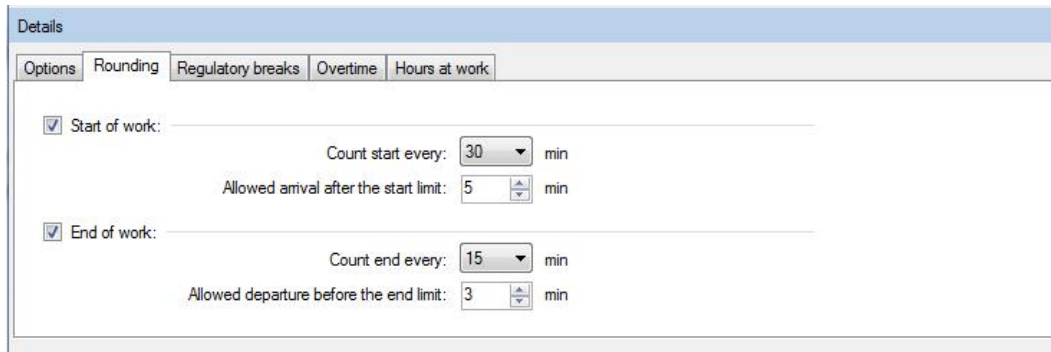 Details
Options Rounding Regulatory breaks Overtime Hours at work
Start of work:
Count start every: 30 min
Allowed arrival after the start limit: 5 min
End of work:
Count end every: 15 min
Allowed departure before the end limit: 3 min